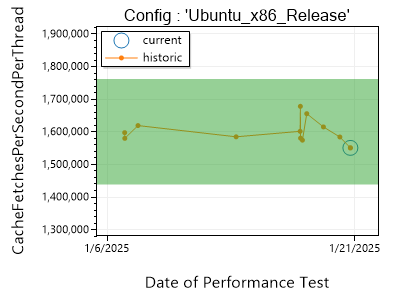 Config : 'Ubuntu_x86_Release'
CacheFetchesPerSecondPerThread
1,900,000
1,800,000
1,700,000
1,600,000
1,500,000
1,400,000
1,300,000
current
historic
1/6/2025
1/21/2025
Date of Performance Test